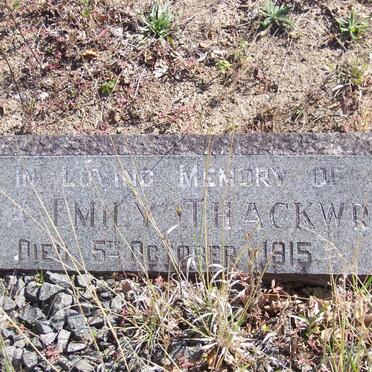 IN LOVING MEMORY OF
EMILY THACKWR
DIED 5TH OCTOBER 1915